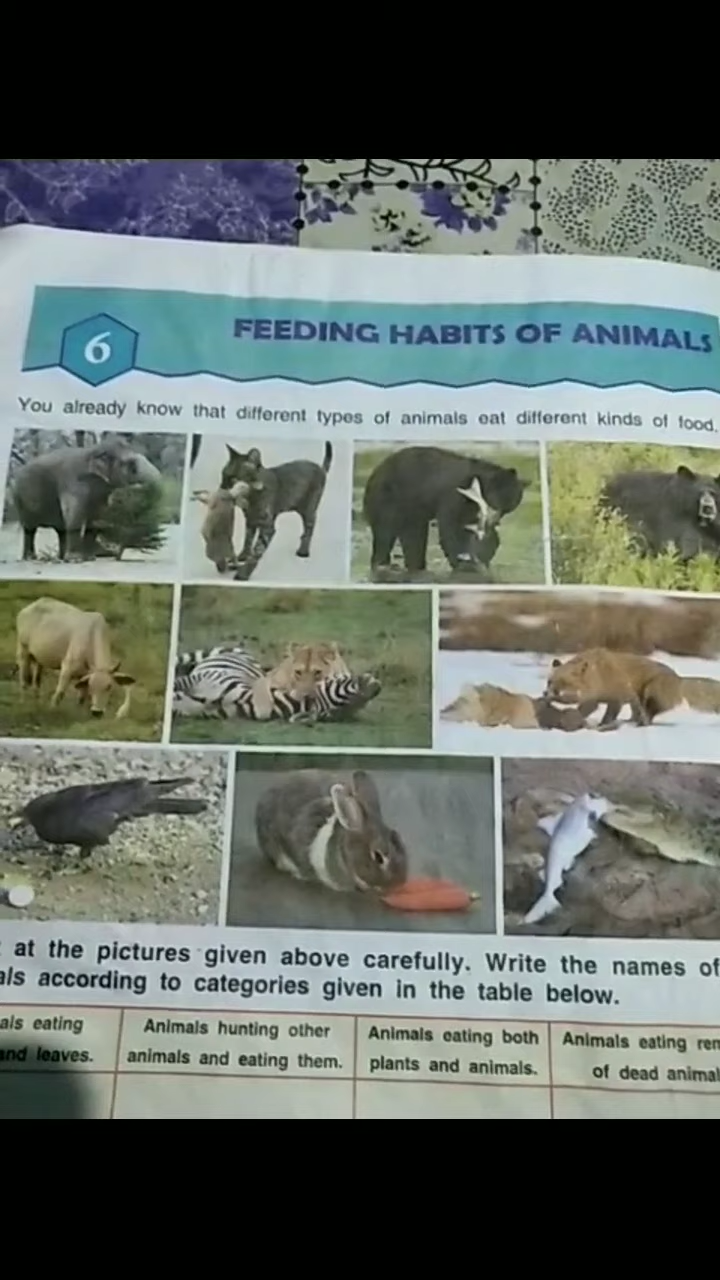 6
FEEDING HABITS OF ANIMALS
You already know that different types of animals eat different kinds of food.
at the pictures given above carefully. Write the names of
als according to categories given in the table below.
als eating
and leaves.
Animals hunting other
animals and eating them.
Animals eating both
plants and animals.
Animals eating rem
of dead animal